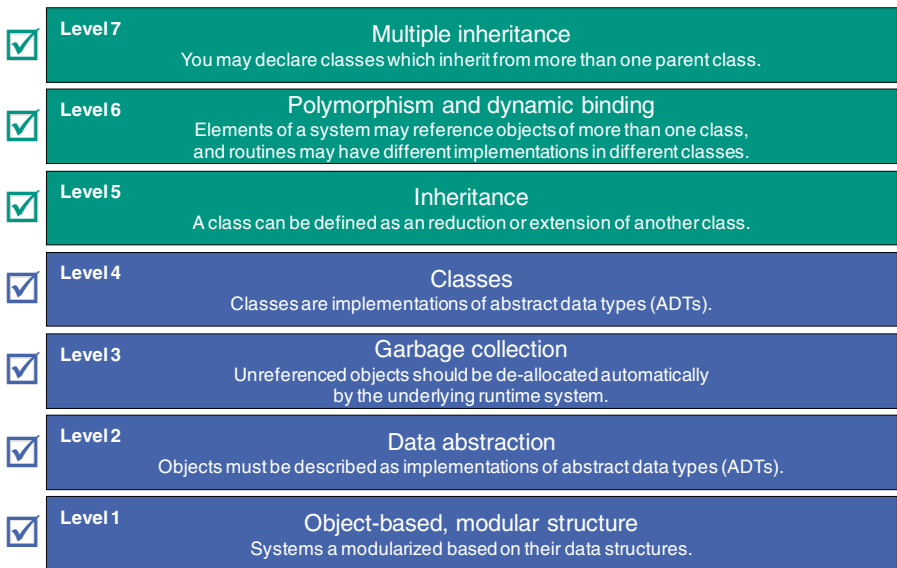 Level 7
Multiple inheritance
You may declare classes which inherit from more than one parent class.
Level 6
Polymorphism and dynamic binding
Elements of a system may reference objects of more than one class,
and routines may have different implementations in different classes.
Level 5
Inheritance
A class can be defined as an reduction or extension of another class.
Level 4
Classes
Classes are implementations of abstract data types (ADTs).
Level 3
Garbage collection
Unreferenced objects should be de-allocated automatically
by the underlying runtime system.
Level 2
Data abstraction
Objects must be described as implementations of abstract data types (ADTs).
Level 1
Object-based, modular structure
Systems a modularized based on their data structures.